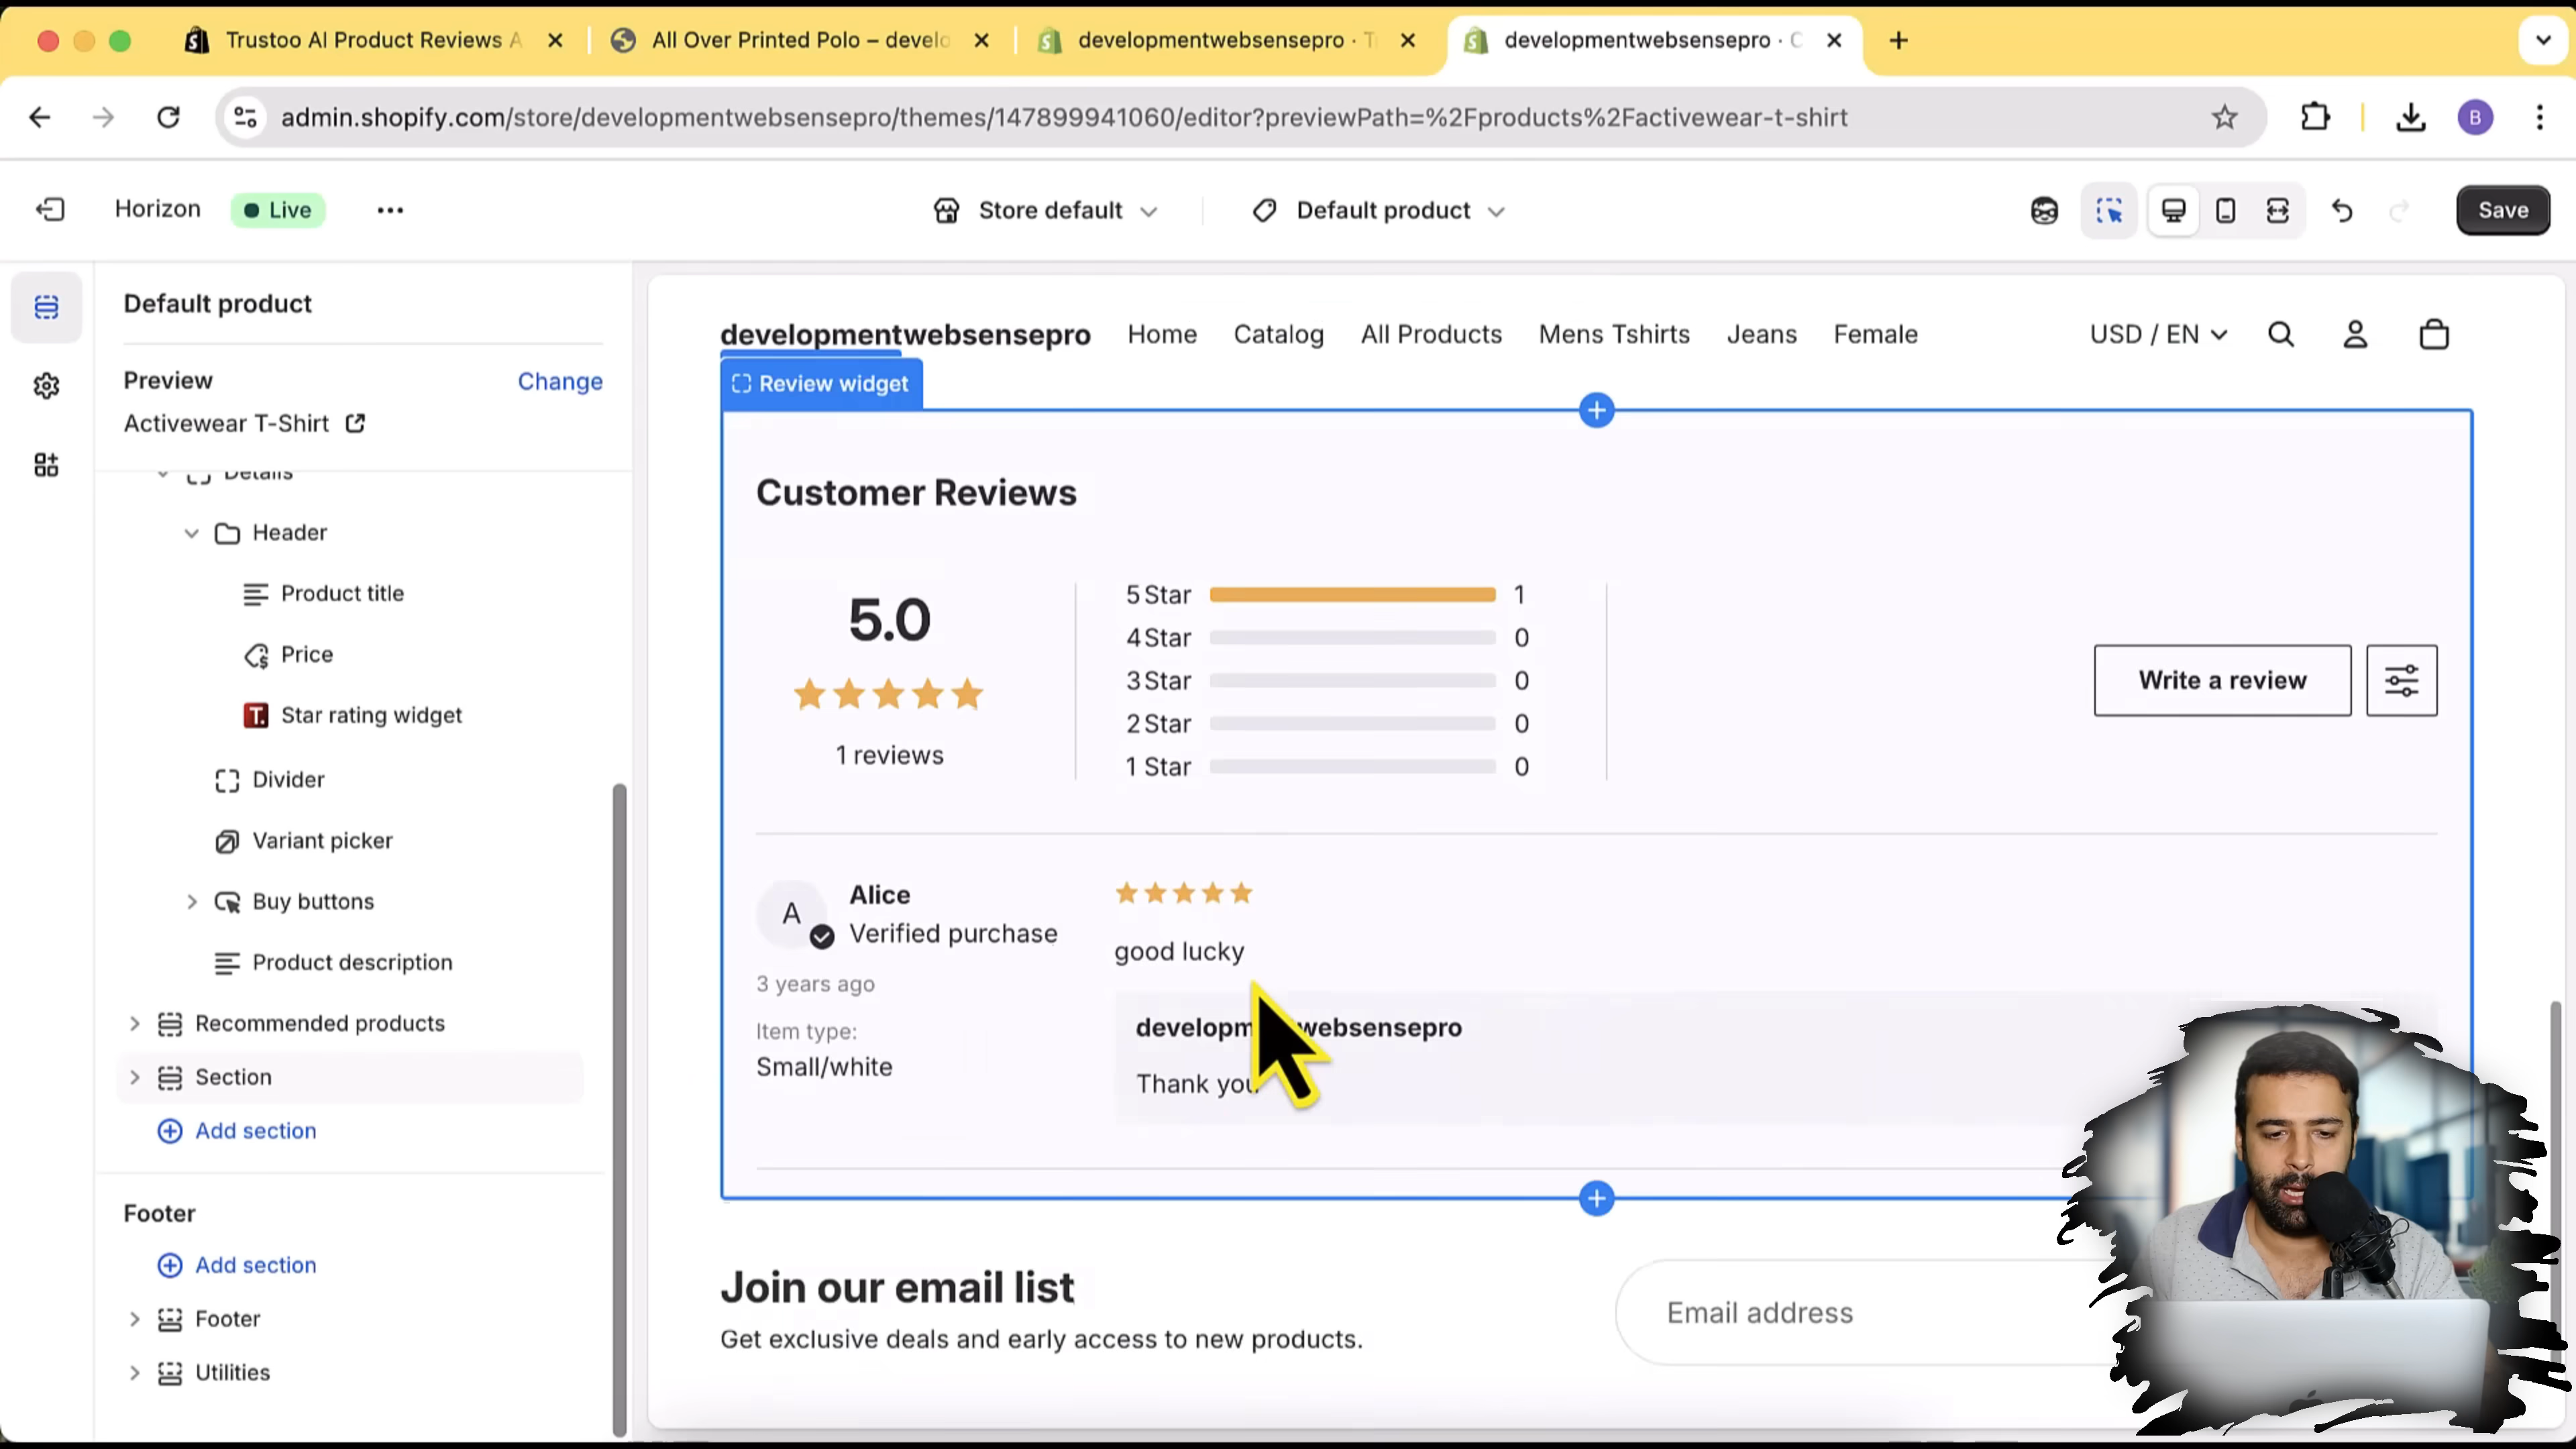 Trustoo AI Product Reviews A
All Over Printed Polo – develo
developmentwebsensepro · T
developmentwebsensepro · C
admin.shopify.com/store/developmentwebsensepro/themes/147899941060/editor?previewPath=%2Fproducts%2Factivewear-t-shirt
B
Horizon
Live
Store default
Default product
Save
Default product
Preview
Change
Activewear T-Shirt
Details
Header
Product title
Price
T.
Star rating widget
Divider
Variant picker
Buy buttons
Product description
Recommended products
Section
Add section
Footer
Add section
Footer
Utilities
developmentwebsensepro
Home
Catalog
All Products
Mens Tshirts
Jeans
Female
USD / EN
Review widget
Customer Reviews
5.0
1 reviews
5 Star 1
4 Star 0
3 Star 0
2 Star 0
1 Star 0
Write a review
A
Alice
Verified purchase
3 years ago
Item type:
Small/white
good lucky
developm websensepro
Thank you
Join our email list
Get exclusive deals and early access to new products.
Email address